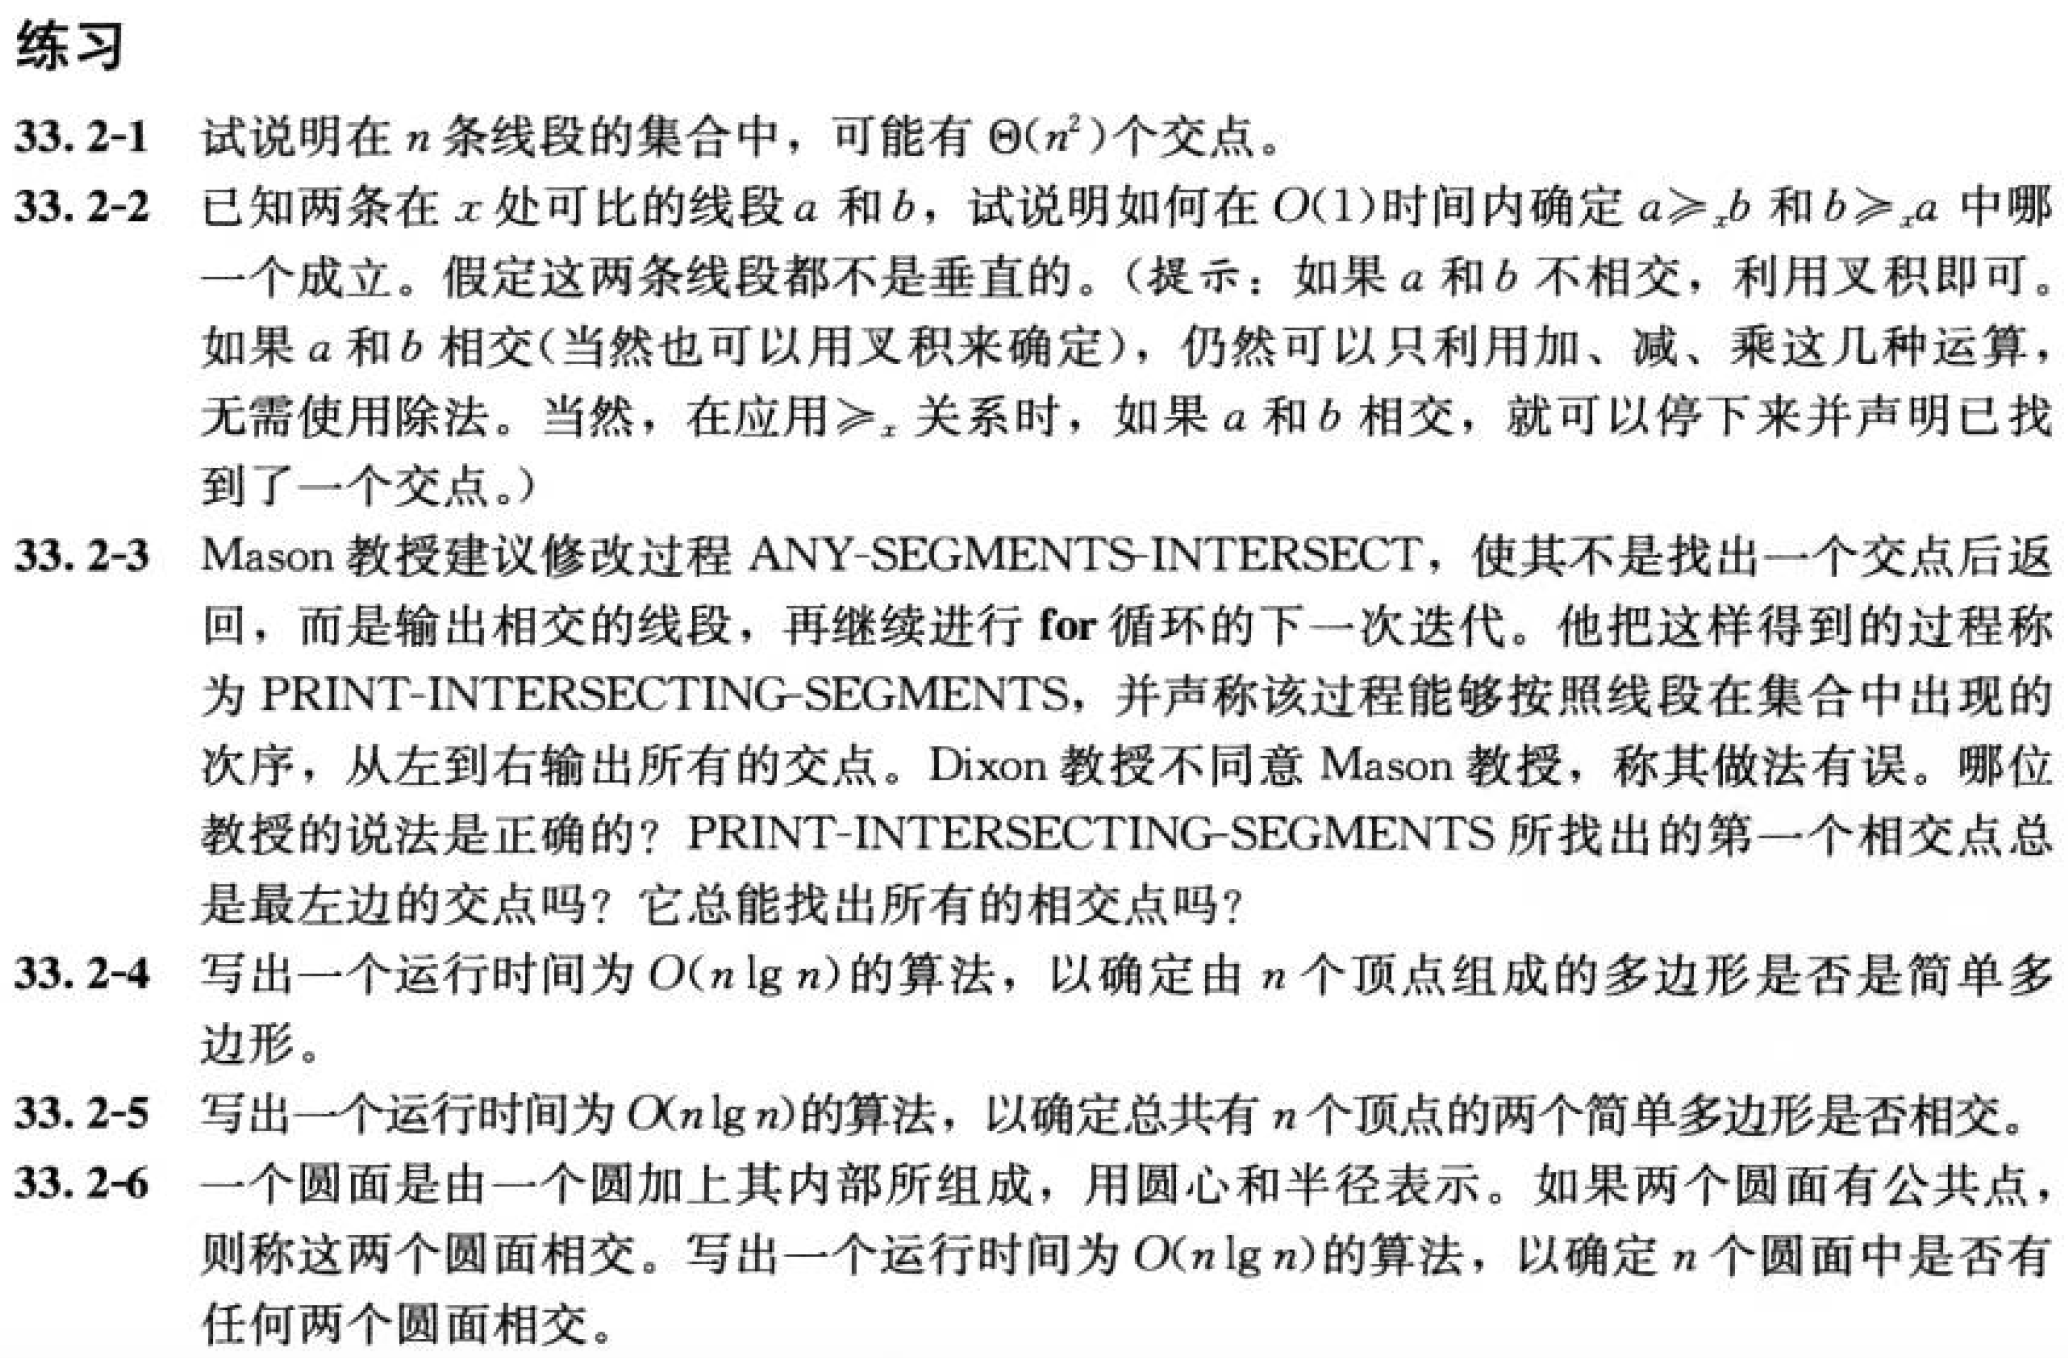 练习
33.2-1 试说明在 n 条线段的集合中，可能有 Θ(n²)个交点。
33.2-2 已知两条在 x 处可比的线段 a 和 b，试说明如何在 O(1)时间内确定 a≥ₓb 和 b≥ₓa 中哪
一个成立。假定这两条线段都不是垂直的。（提示：如果 a 和 b 不相交，利用叉积即可。
如果 a 和 b 相交(当然也可以用叉积来确定)，仍然可以只利用加、减、乘这几种运算，
无需使用除法。当然，在应用≥ₓ 关系时，如果 a 和 b 相交，就可以停下来并声明已找
到了一个交点。）
33.2-3 Mason 教授建议修改过程 ANY-SEGMENTS-INTERSECT，使其不是找出一个交点后返
回，而是输出相交的线段，再继续进行 for 循环的下一次迭代。他把这样得到的过程称
为 PRINT-INTERSECTING-SEGMENTS，并声称该过程能够按照线段在集合中出现的
次序，从左到右输出所有的交点。Dixon 教授不同意 Mason 教授，称其做法有误。哪位
教授的说法是正确的？PRINT-INTERSECTING-SEGMENTS 所找出的第一个相交点总
是最左边的交点吗？它总能找出所有的相交点吗？
33.2-4 写出一个运行时间为 O(n lg n)的算法，以确定由 n 个顶点组成的多边形是否是简单多
边形。
33.2-5 写出一个运行时间为 O(n lg n)的算法，以确定总共有 n 个顶点的两个简单多边形是否相交。
33.2-6 一个圆面是由一个圆加上其内部所组成，用圆心和半径表示。如果两个圆面有公共点，
则称这两个圆面相交。写出一个运行时间为 O(n lg n)的算法，以确定 n 个圆面中是否有
任何两个圆面相交。